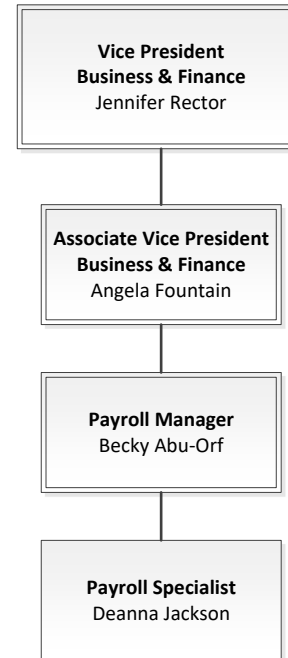 Vice President
Business & Finance
Jennifer Rector
Associate Vice President
Business & Finance
Angela Fountain
Payroll Manager
Becky Abu-Orf
Payroll Specialist
Deanna Jackson